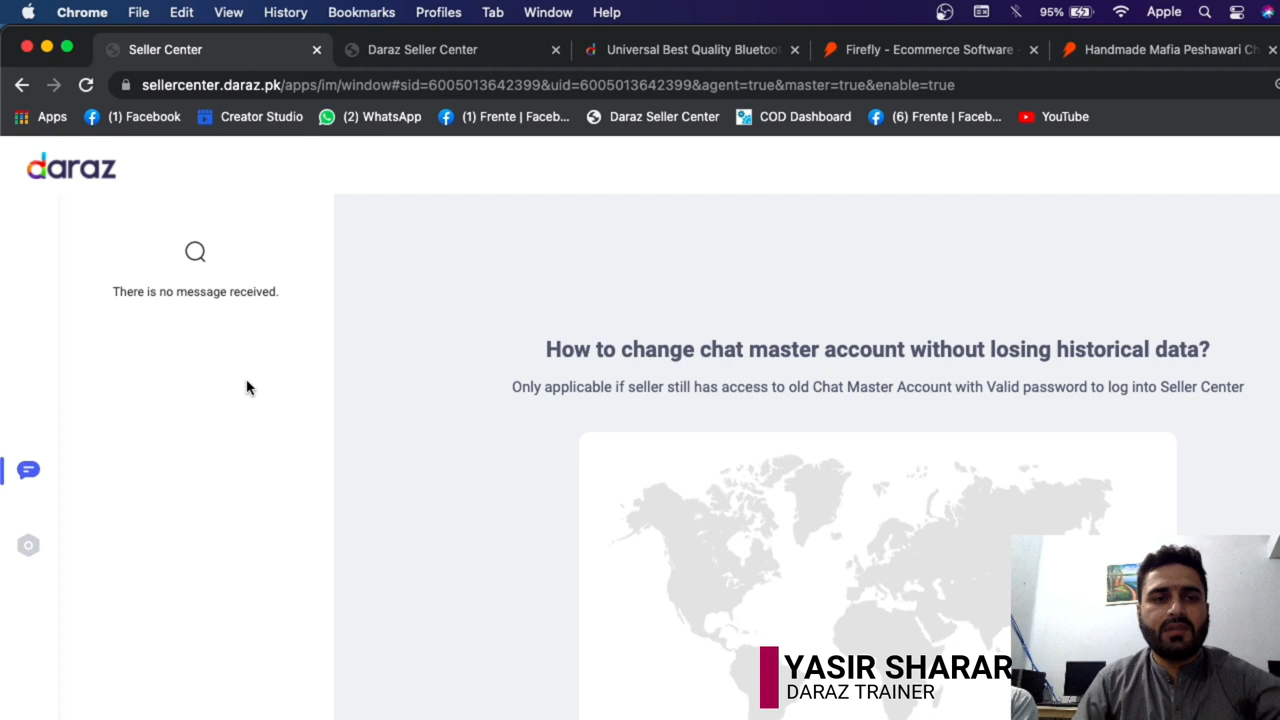 Chrome File Edit View History Bookmarks Profiles Tab Window Help 95% Apple
Seller Center Daraz Seller Center Universal Best Quality Bluetoo Firefly - Ecommerce Software - Handmade Mafia Peshawari Ch
sellercenter.daraz.pk/apps/im/window#sid=6005013642399&uid=6005013642399&agent=true&master=true&enable=true
Apps (1) Facebook Creator Studio (2) WhatsApp (1) Frente | Faceb... Daraz Seller Center COD Dashboard (6) Frente | Faceb... YouTube
daraz
There is no message received.
How to change chat master account without losing historical data?
Only applicable if seller still has access to old Chat Master Account with Valid password to log into Seller Center
YASIR SHARAR
DARAZ TRAINER